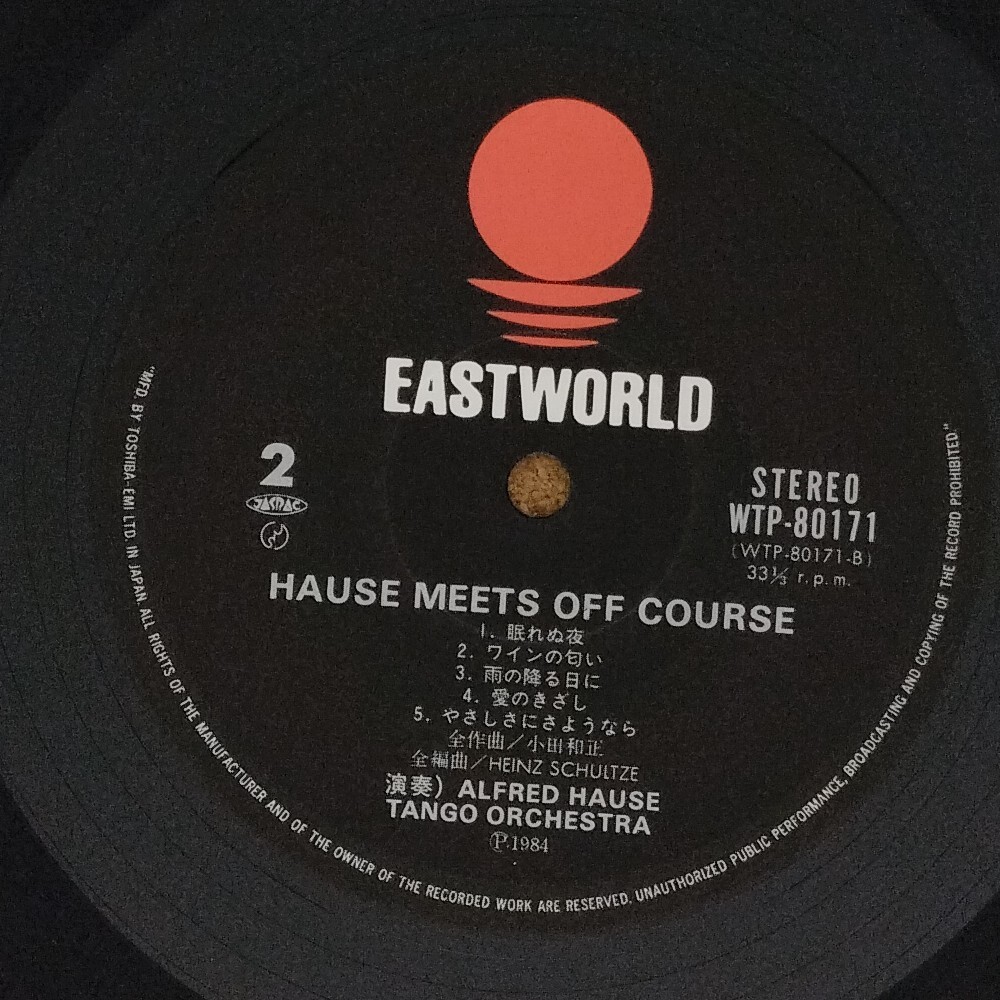 EASTWORLD
2
JASRAC
STEREO
WTP-80171
(WTP-80171-B)
33⅓ r.p.m.
HAUSE MEETS OFF COURSE
1. 眠れぬ夜
2. ワインの匂い
3. 雨の降る日に
4. 愛のきざし
5. やさしさにさようなら
全作曲/小田和正
全編曲/HEINZ SCHULTZE
演奏) ALFRED HAUSE
TANGO ORCHESTRA
Ⓟ1984
"MFD. BY TOSHIBA-EMI LTD. IN JAPAN. ALL RIGHTS OF THE MANUFACTURER AND OF THE OWNER OF THE RECORDED WORK ARE RESERVED. UNAUTHORIZED PUBLIC PERFORMANCE, BROADCASTING AND COPYING OF THE RECORD PROHIBITED."